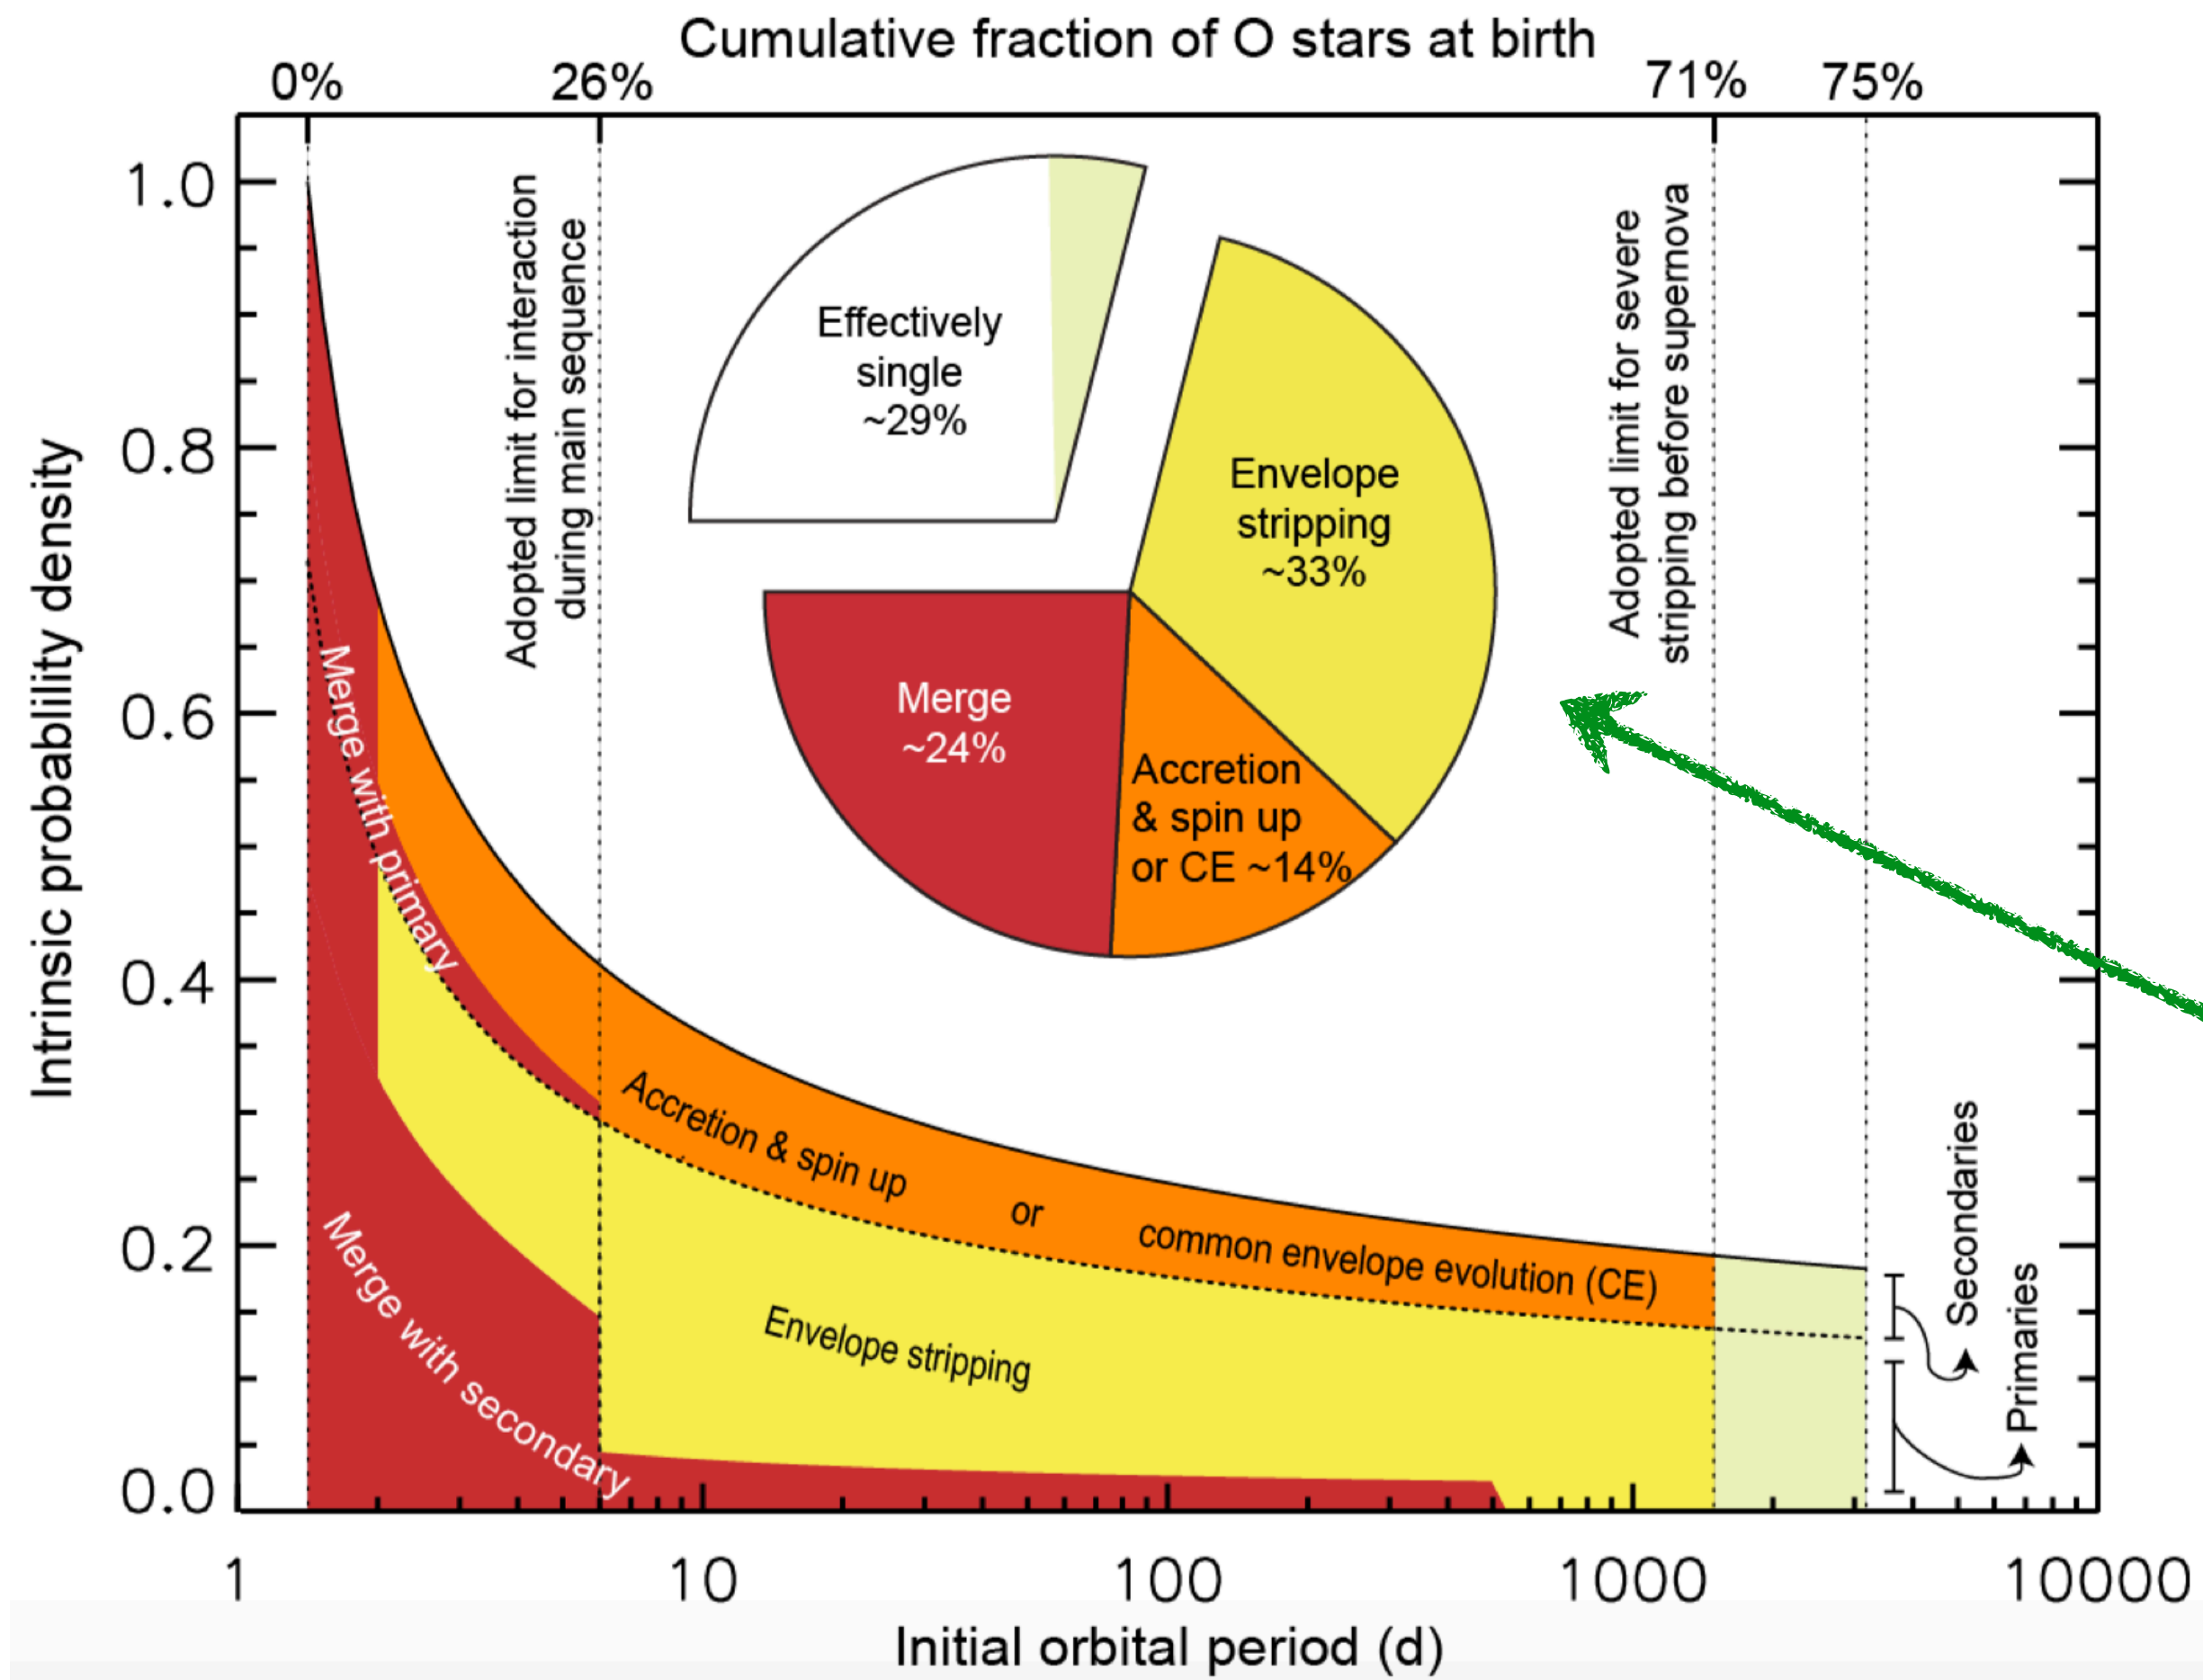 Cumulative fraction of O stars at birth
0% 26% 71% 75%
Intrinsic probability density
1.0
0.8
0.6
0.4
0.2
0.0
Adopted limit for interaction
during main sequence
Effectively
single
~29%
Envelope
stripping
~33%
Merge
~24%
Accretion
& spin up
or CE ~14%
Adopted limit for severe
stripping before supernova
Merge with primary
Merge with secondary
Accretion & spin up or common envelope evolution (CE)
Envelope stripping
Secondaries
Primaries
1 10 100 1000 10000
Initial orbital period (d)